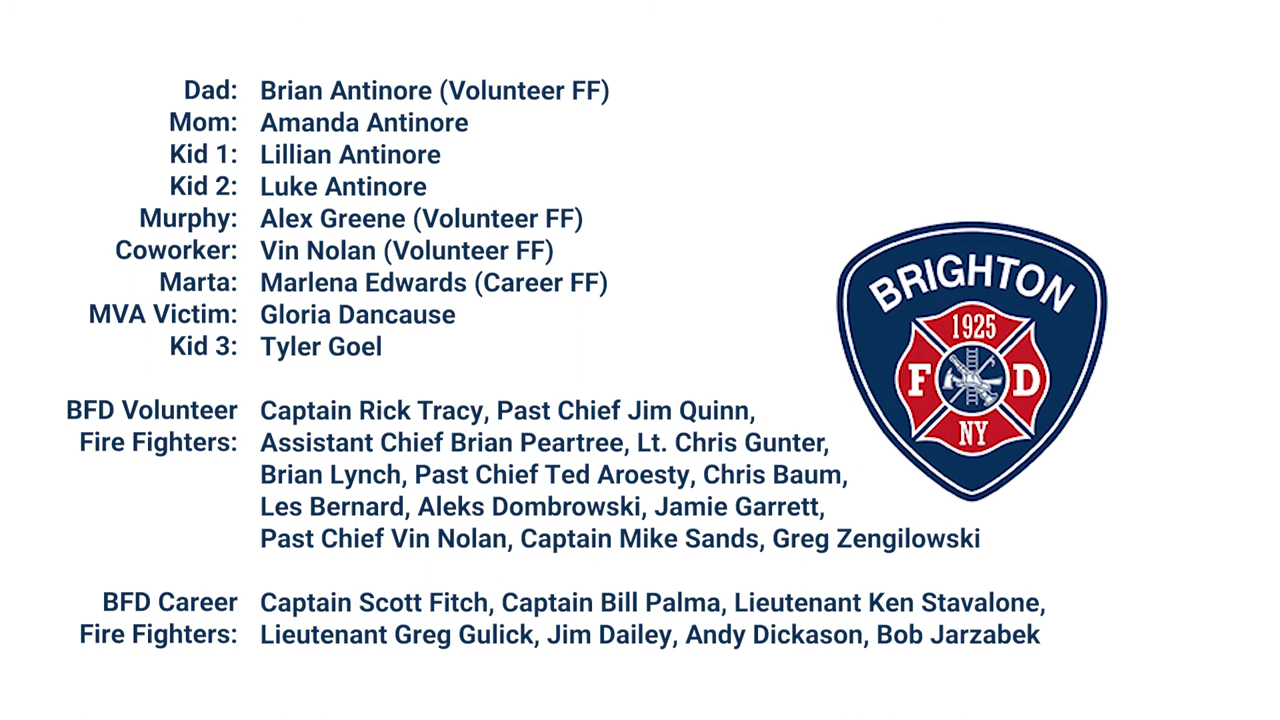 Dad: Brian Antinore (Volunteer FF)
Mom: Amanda Antinore
Kid 1: Lillian Antinore
Kid 2: Luke Antinore
Murphy: Alex Greene (Volunteer FF)
Coworker: Vin Nolan (Volunteer FF)
Marta: Marlena Edwards (Career FF)
MVA Victim: Gloria Dancause
Kid 3: Tyler Goel
BFD Volunteer Captain Rick Tracy, Past Chief Jim Quinn,
Fire Fighters: Assistant Chief Brian Peartree, Lt. Chris Gunter,
Brian Lynch, Past Chief Ted Aroesty, Chris Baum,
Les Bernard, Aleks Dombrowski, Jamie Garrett,
Past Chief Vin Nolan, Captain Mike Sands, Greg Zengilowski
BFD Career Captain Scott Fitch, Captain Bill Palma, Lieutenant Ken Stavalone,
Fire Fighters: Lieutenant Greg Gulick, Jim Dailey, Andy Dickason, Bob Jarzabek
BRIGHTON
1925
F D
NY